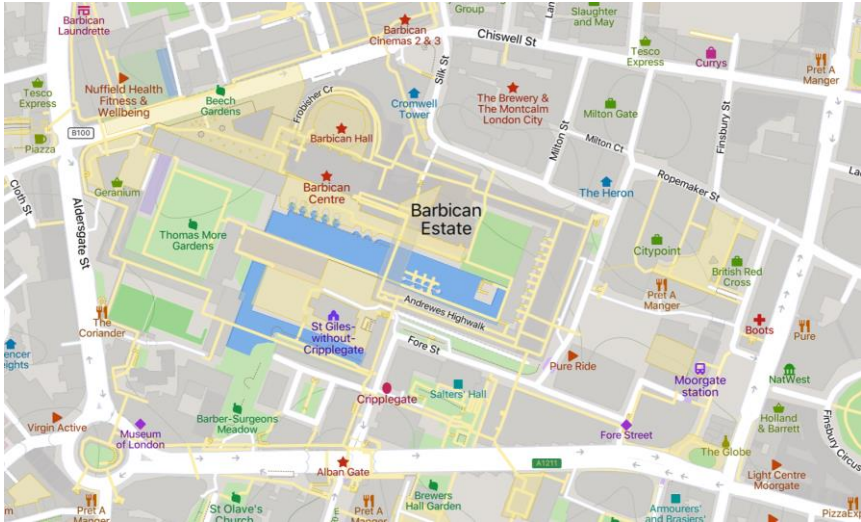 Barbican
Laundrette
Barbican
Cinemas 2 & 3
Group
Lan
Slaughter
and May
Chiswell St
Tesco
Express
Currys
Pret A
Manger
Silk St
Tesco
Express
Nuffield Health
Fitness &
Wellbeing
Beech
Gardens
Frobisher Cr
Cromwell
Tower
The Brewery &
The Montcalm
London City
Milton Gate
Finsbury St
B100
Piazza
Barbican Hall
Milton St
Milton Ct
Ropemaker St
La
Cloth St
Geranium
Barbican
Centre
The Heron
Aldersgate St
Thomas More
Gardens
Barbican
Estate
Citypoint
British Red
Cross
Pret A
Manger
The
Coriander
St Giles-
without-
Cripplegate
Andrewes Highwalk
Fore St
Boots
Pure
encer
eights
Pure Ride
Moorgate
station
NatWest
Cripplegate
Salters' Hall
Virgin Active
Museum
of London
Barber-Surgeons
Meadow
Fore Street
Holland
& Barrett
Finsbury Circus
The Globe
Alban Gate
A1211
Light Centre
Moorgate
m
Pret A
Manger
St Olave's
Church
Pret A
Manger
Brewers
Hall Garden
Armourers'
and Brasiers'
PizzaExp